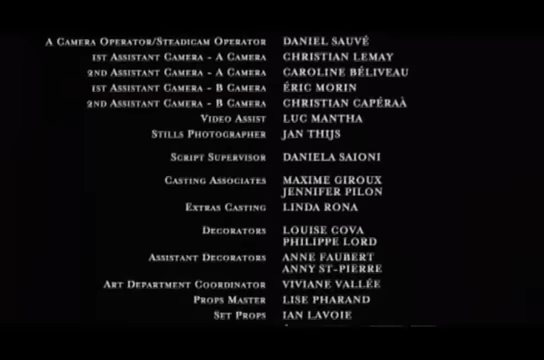 A Camera Operator/Steadicam Operator DANIEL SAUVÉ
1st Assistant Camera - A Camera CHRISTIAN LEMAY
2nd Assistant Camera - A Camera CAROLINE BÉLIVEAU
1st Assistant Camera - B Camera ÉRIC MORIN
2nd Assistant Camera - B Camera CHRISTIAN CAPÉRAÀ
Video Assist LUC MANTHA
Stills Photographer JAN THIJS
Script Supervisor DANIELA SAIONI
Casting Associates MAXIME GIROUX
JENNIFER PILON
Extras Casting LINDA RONA
Decorators LOUISE COVA
PHILIPPE LORD
Assistant Decorators ANNE FAUBERT
ANNY ST-PIERRE
Art Department Coordinator VIVIANE VALLÉE
Props Master LISE PHARAND
Set Props IAN LAVOIE